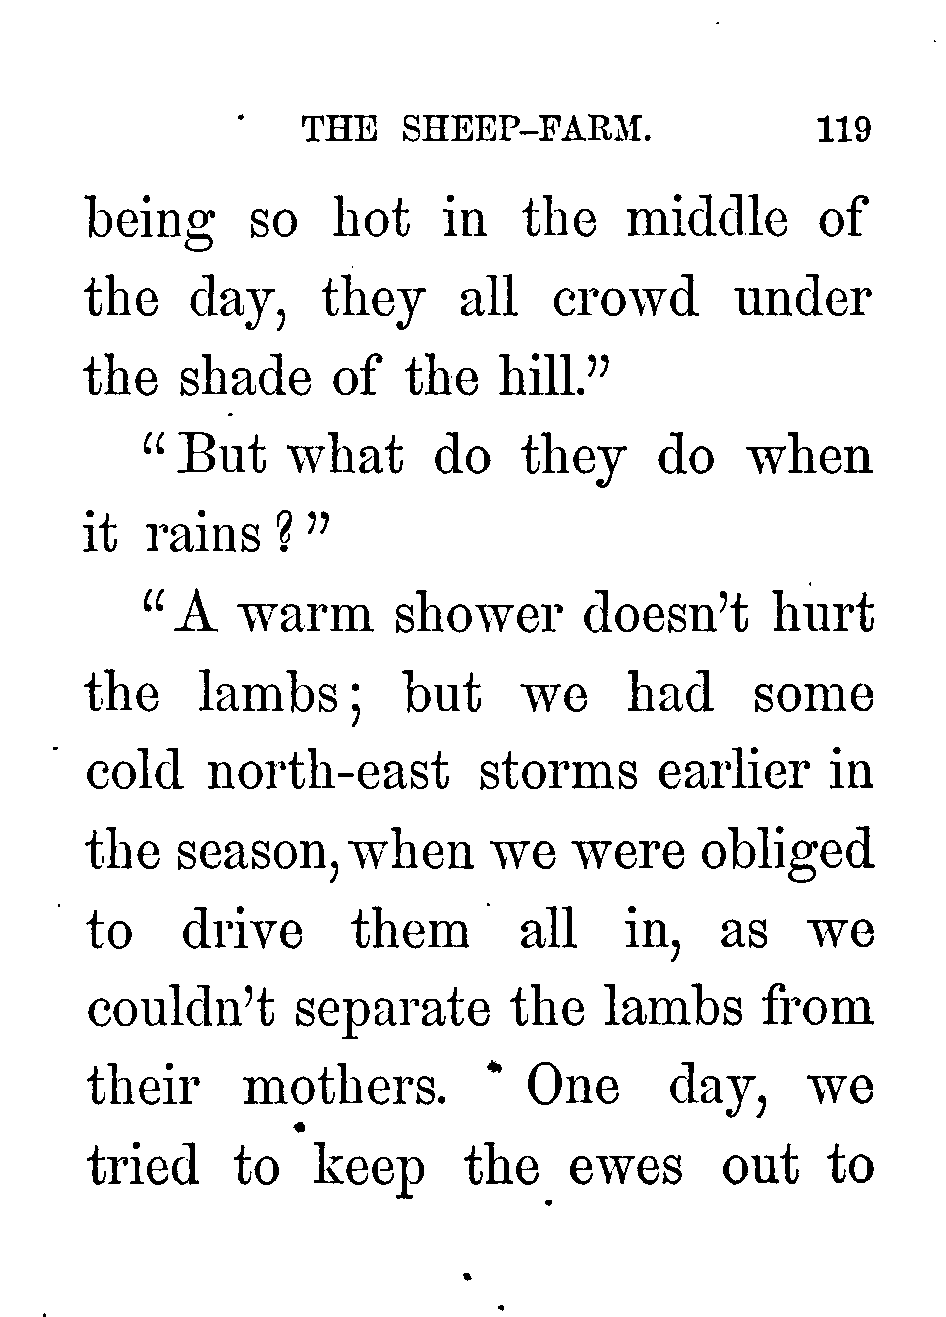 THE SHEEP-FARM. 119
being so hot in the middle of
the day, they all crowd under
the shade of the hill."
"But what do they do when
it rains?"
"A warm shower doesn't hurt
the lambs; but we had some
cold north-east storms earlier in
the season, when we were obliged
to drive them all in, as we
couldn't separate the lambs from
their mothers. One day, we
tried to keep the ewes out to